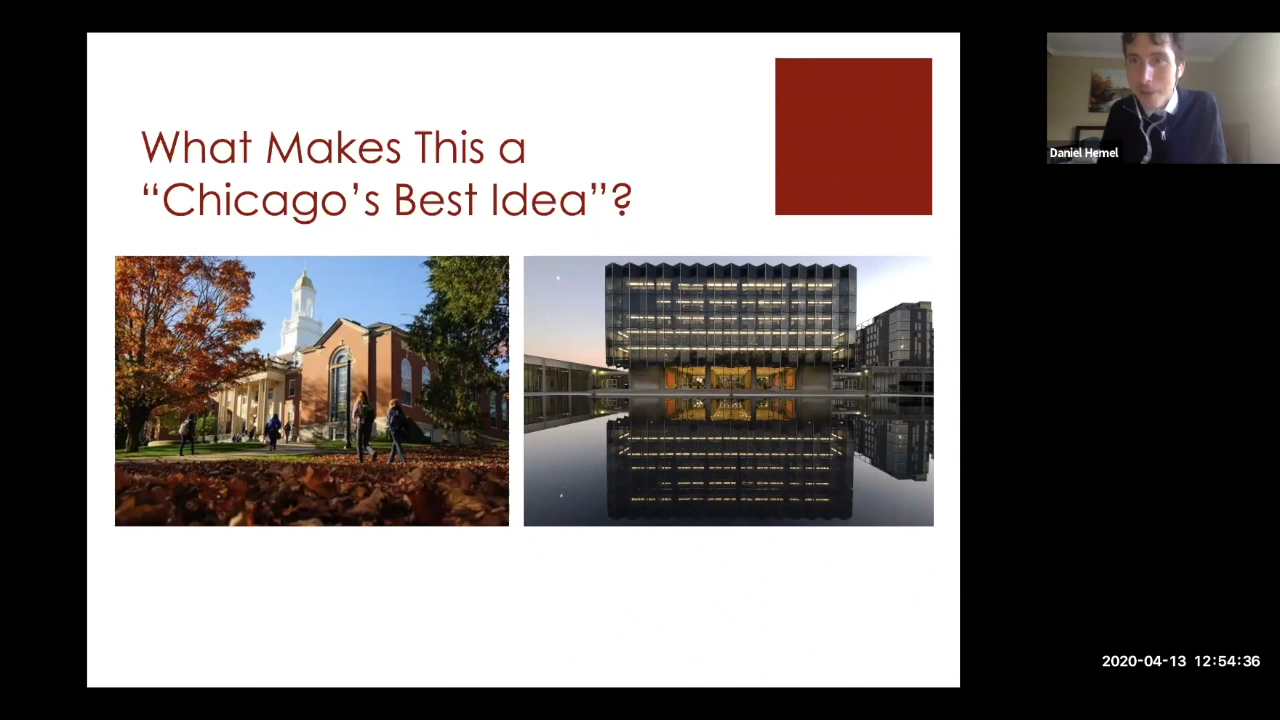 What Makes This a
“Chicago’s Best Idea”?
Daniel Hemel
2020-04-13 12:54:36